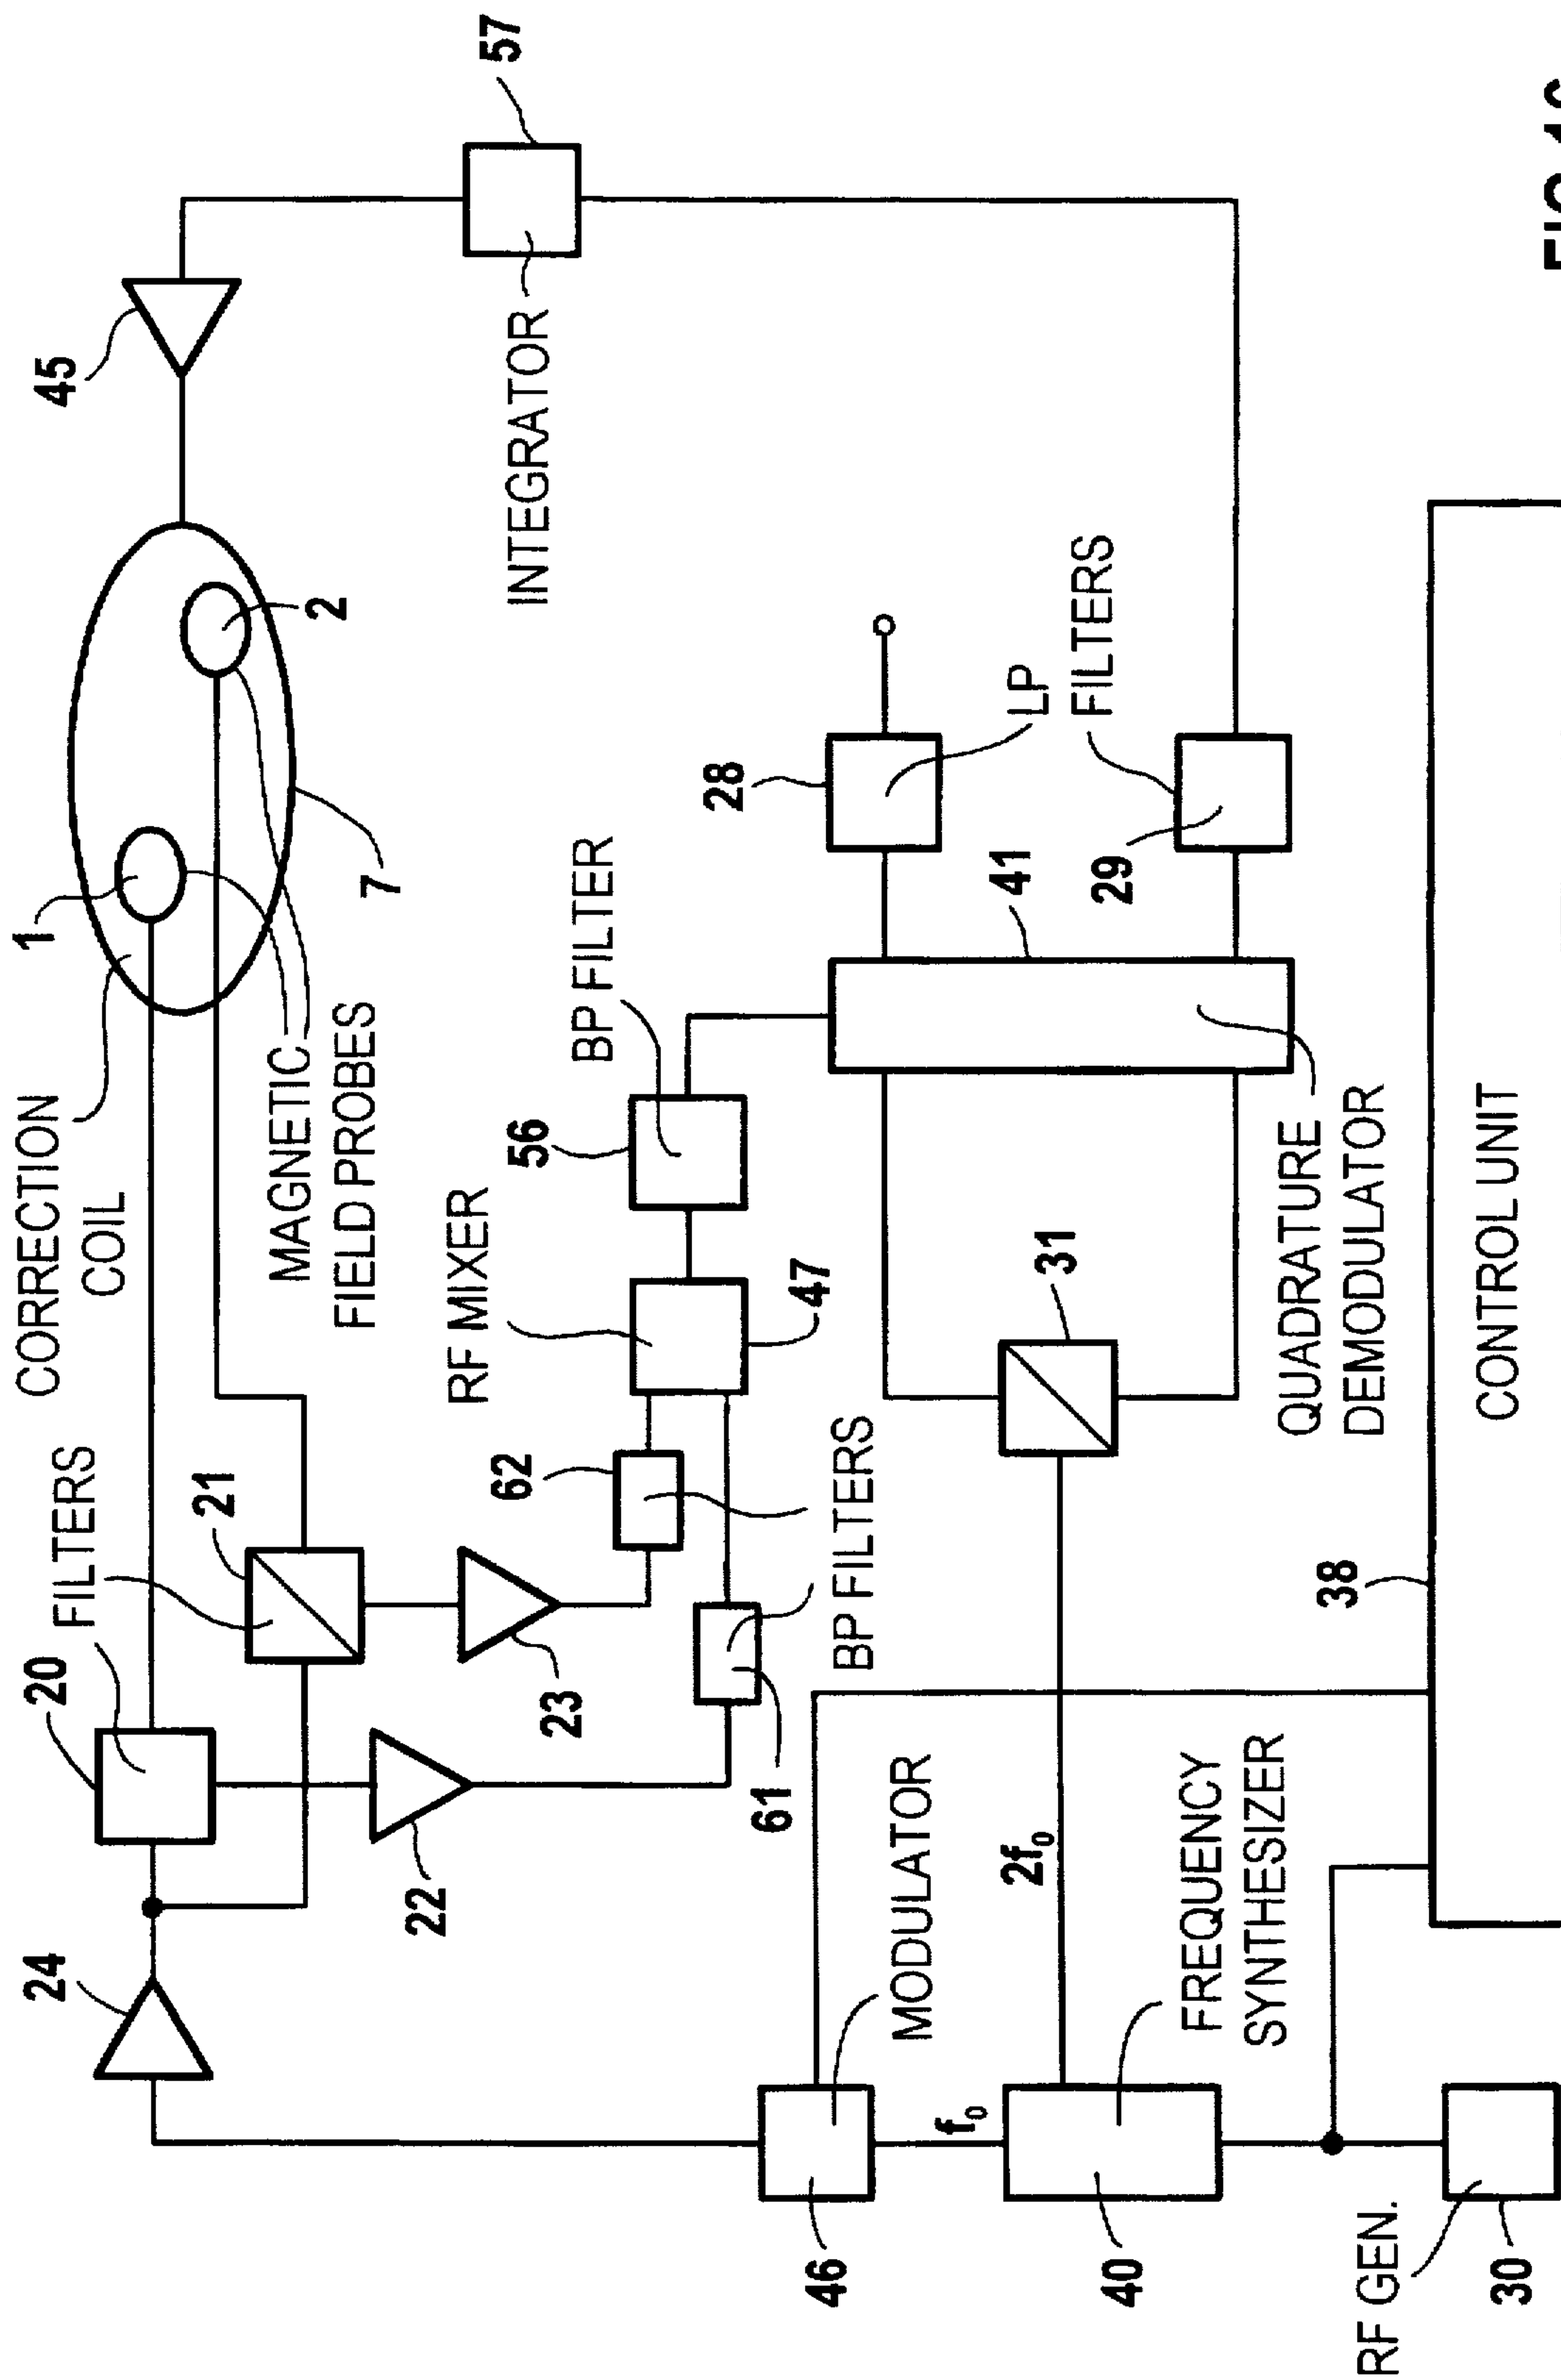 57
45
INTEGRATOR
2
1
7
CORRECTION
COIL
MAGNETIC
FIELD PROBES
LP
FILTERS
28
29
41
BP FILTER
56
RF MIXER
47
QUADRATURE
DEMODULATOR
31
FILTERS
20
21
62
BP FILTERS
61
23
22
24
CONTROL UNIT
38
MODULATOR
46
2f₀
f₀
FREQUENCY
SYNTHESIZER
40
RF GEN.
30